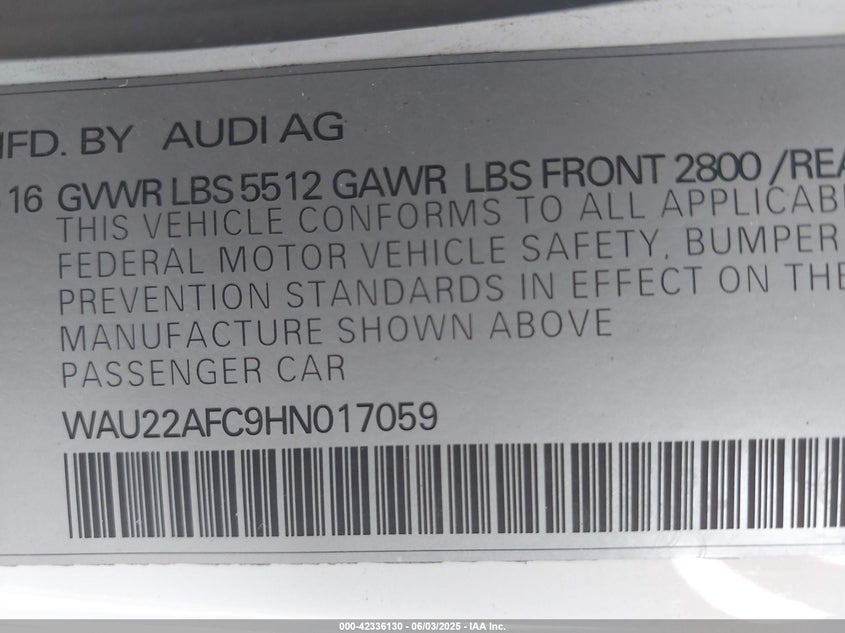 MFD. BY AUDI AG
16 GVWR LBS 5512 GAWR LBS FRONT 2800 /REA
THIS VEHICLE CONFORMS TO ALL APPLICABL
FEDERAL MOTOR VEHICLE SAFETY, BUMPER
PREVENTION STANDARDS IN EFFECT ON THE
MANUFACTURE SHOWN ABOVE
PASSENGER CAR
WAU22AFC9HN017059
000-42336130 - 06/03/2025 - IAA Inc.